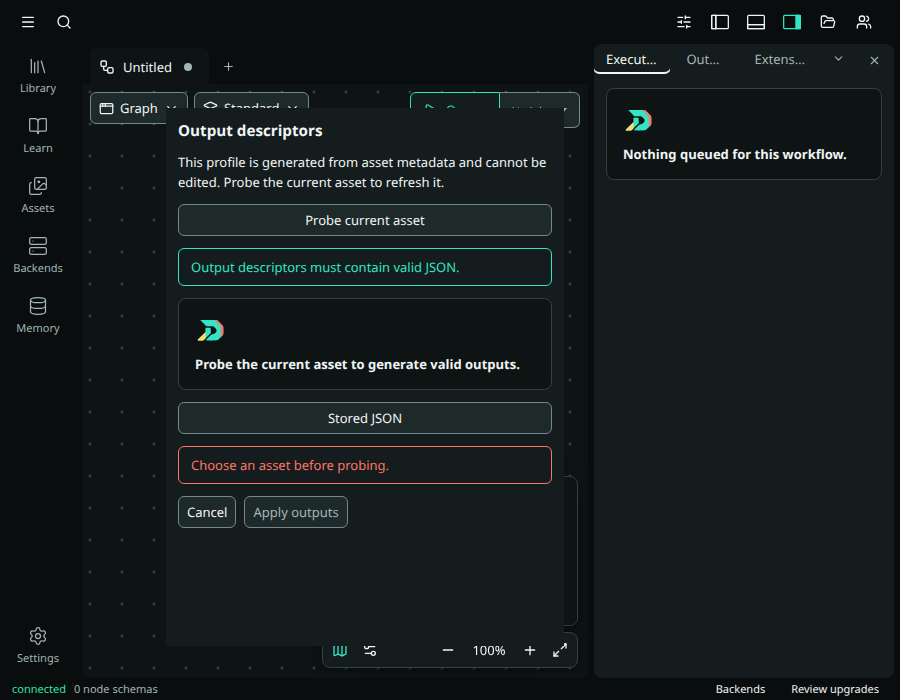 Untitled
Execut...
Out...
Extens...
Library
Learn
Assets
Backends
Memory
Settings
Graph
Standard
Output descriptors
This profile is generated from asset metadata and cannot be
edited. Probe the current asset to refresh it.
Probe current asset
Output descriptors must contain valid JSON.
Probe the current asset to generate valid outputs.
Stored JSON
Choose an asset before probing.
Cancel
Apply outputs
Nothing queued for this workflow.
100%
connected
0 node schemas
Backends
Review upgrades